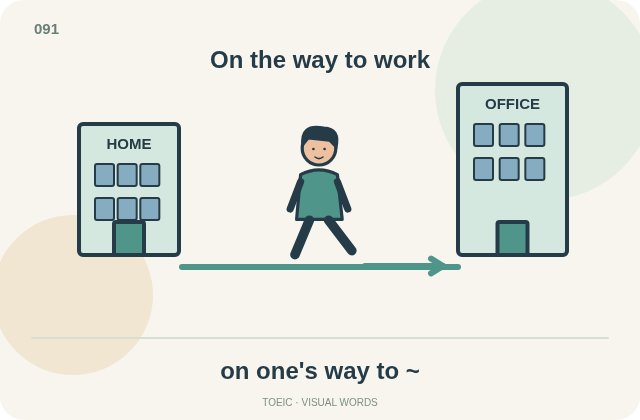 091
On the way to work
HOME
OFFICE
on one's way to ~
TOEIC · VISUAL WORDS